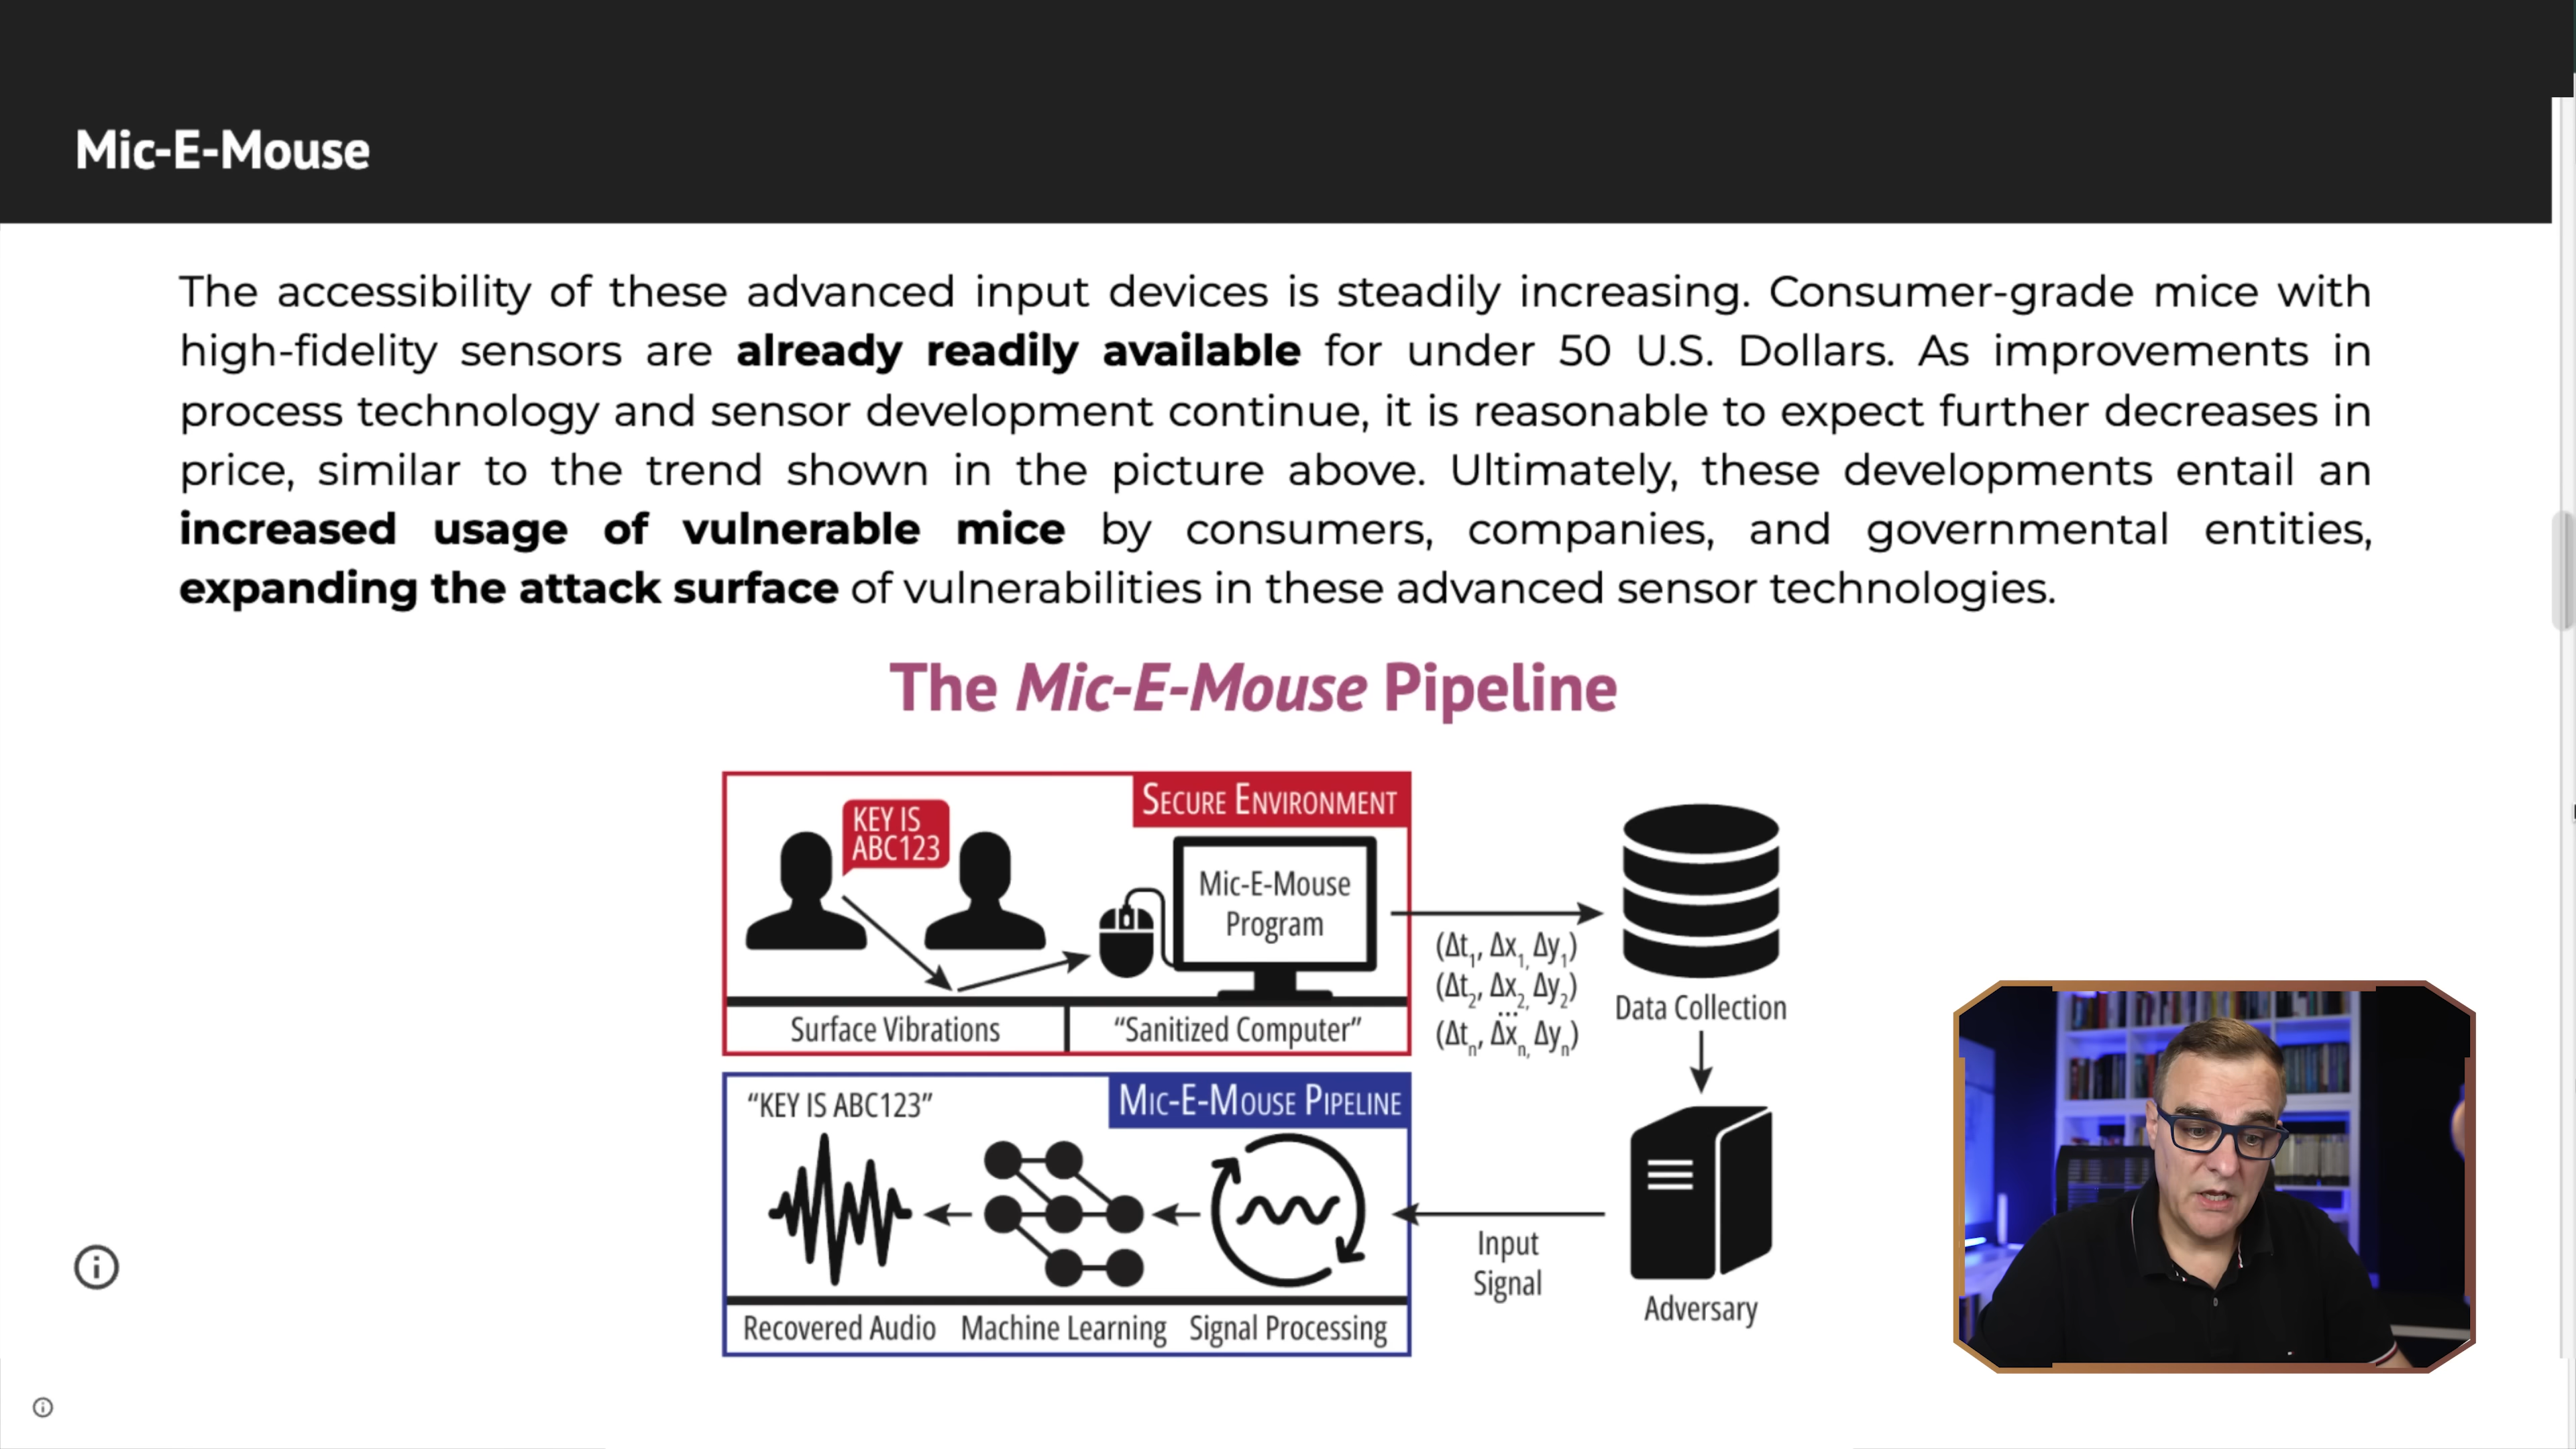 Mic-E-Mouse
The accessibility of these advanced input devices is steadily increasing. Consumer-grade mice with
high-fidelity sensors are already readily available for under 50 U.S. Dollars. As improvements in
process technology and sensor development continue, it is reasonable to expect further decreases in
price, similar to the trend shown in the picture above. Ultimately, these developments entail an
increased usage of vulnerable mice by consumers, companies, and governmental entities,
expanding the attack surface of vulnerabilities in these advanced sensor technologies.
The Mic-E-Mouse Pipeline
SECURE ENVIRONMENT
KEY IS
ABC123
Mic-E-Mouse
Program
Surface Vibrations
“Sanitized Computer”
(Δt1, Δx1, Δy1)
(Δt2, Δx2, Δy2)
...
(Δtn, Δxn, Δyn)
Data Collection
MIC-E-MOUSE PIPELINE
“KEY IS ABC123”
Recovered Audio
Machine Learning
Signal Processing
Input
Signal
Adversary